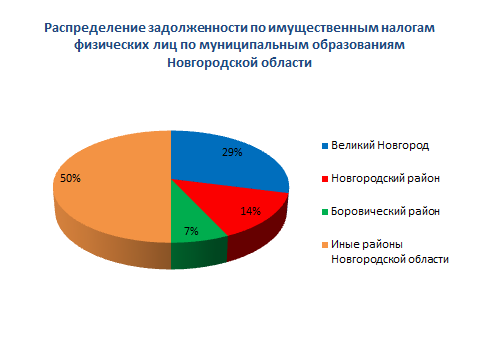 Распределение задолженности по имущественным налогам
физических лиц по муниципальным образованиям
Новгородской области
29%
14%
7%
50%
Великий Новгород
Новгородский район
Боровический район
Иные районы
Новгородской области